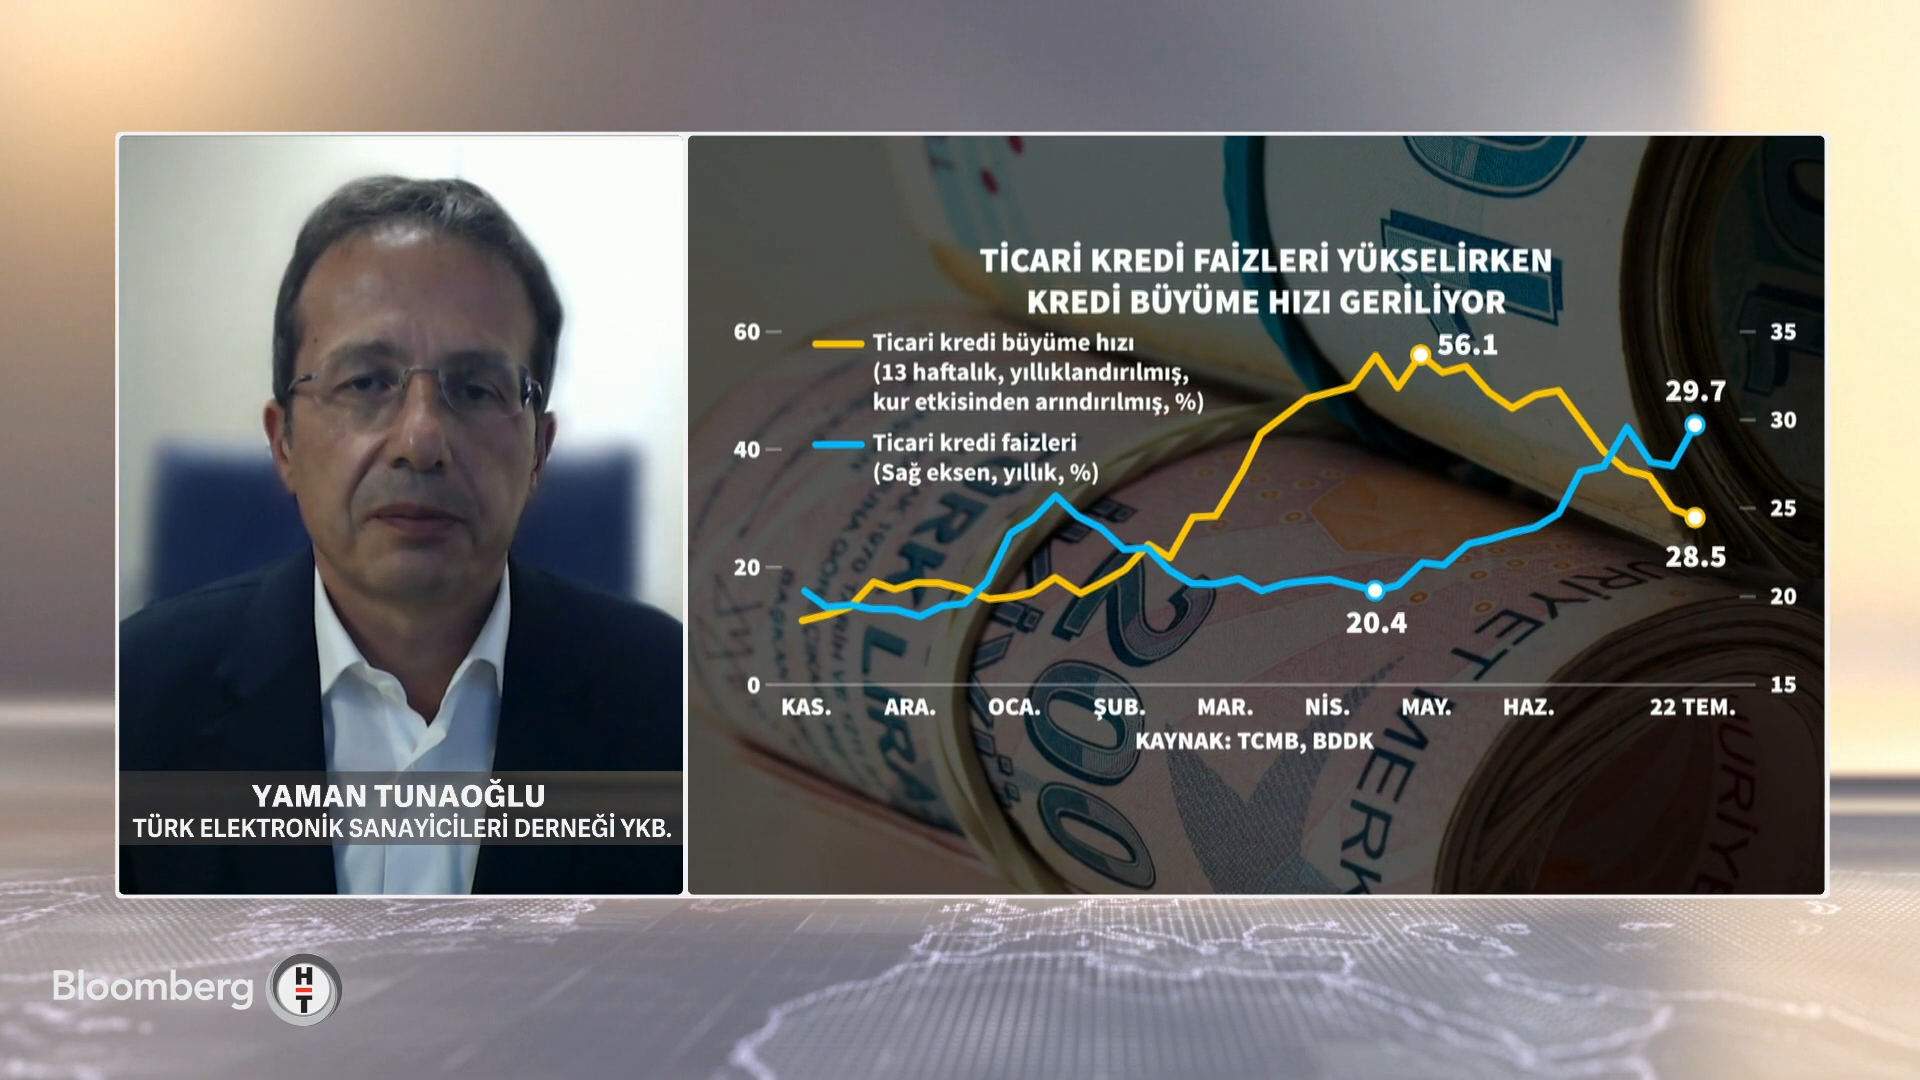 TİCARİ KREDİ FAİZLERİ YÜKSELİRKEN
KREDİ BÜYÜME HIZI GERİLİYOR
Ticari kredi büyüme hızı
(13 haftalık, yıllıklandırılmış,
kur etkisinden arındırılmış, %)
Ticari kredi faizleri
(Sağ eksen, yıllık, %)
60
40
20
0
35
30
25
20
15
56.1
29.7
28.5
20.4
KAS. ARA. OCA. ŞUB. MAR. NİS. MAY. HAZ. 22 TEM.
KAYNAK: TCMB, BDDK
200
YAMAN TUNAOĞLU
TÜRK ELEKTRONİK SANAYİCİLERİ DERNEĞİ YKB.
Bloomberg HT